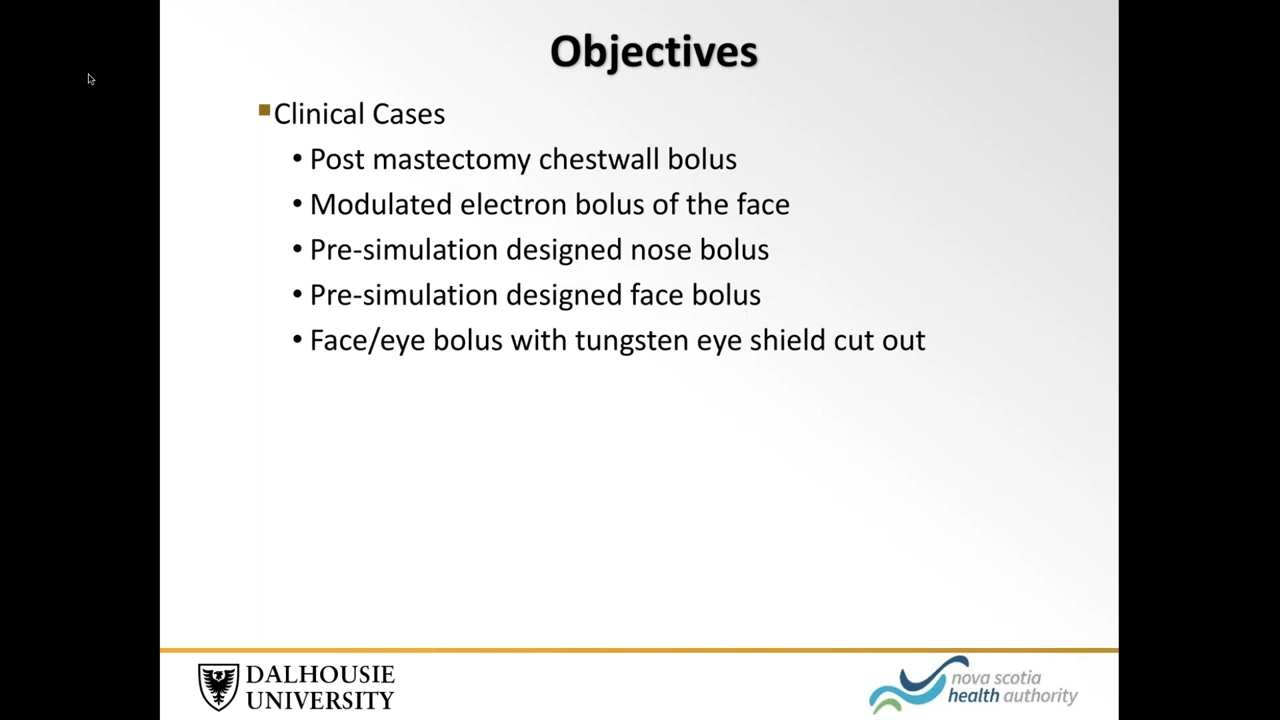 Objectives
Clinical Cases
• Post mastectomy chestwall bolus
• Modulated electron bolus of the face
• Pre-simulation designed nose bolus
• Pre-simulation designed face bolus
• Face/eye bolus with tungsten eye shield cut out
DALHOUSIE
UNIVERSITY
nova scotia
health authority